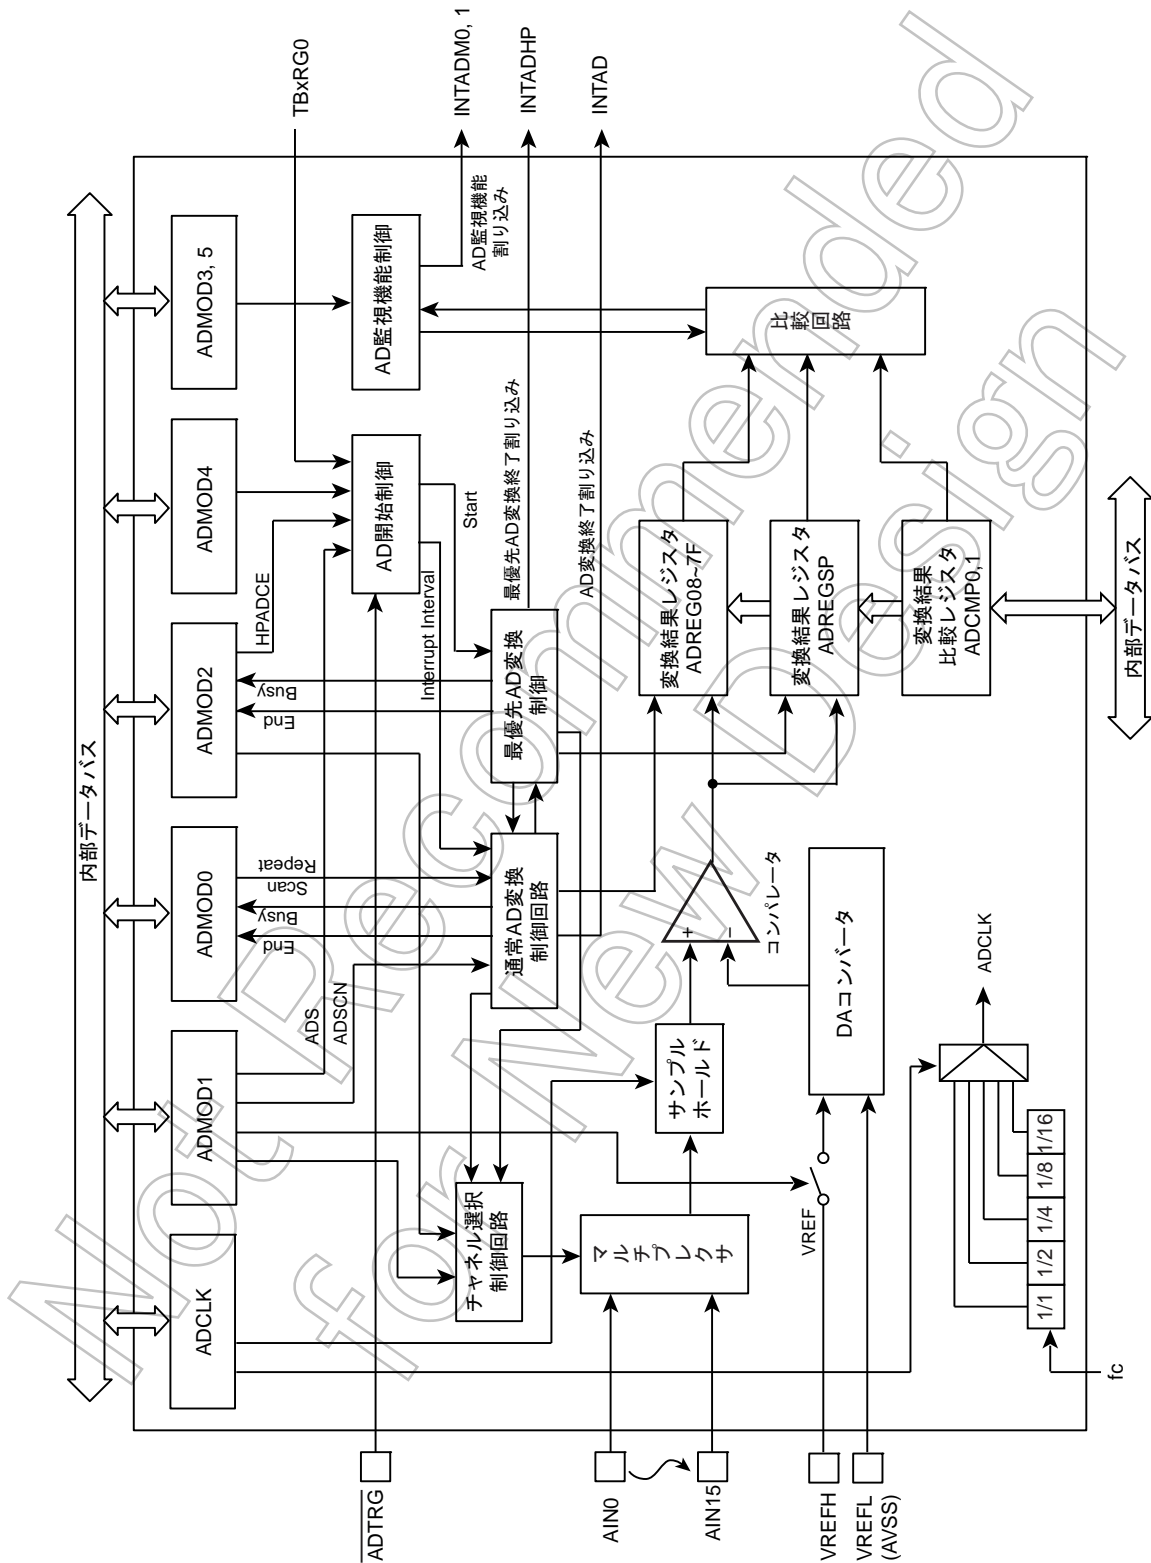 内部データバス
ADCLK
ADMOD1
ADMOD0
ADMOD2
ADMOD4
ADMOD3, 5
ADS
ADSCN
End
Busy
Scan
Repeat
End
Busy
HPADCE
TBxRG0
ADTRG
AD開始制御
AD監視機能制御
INTADM0, 1
AD監視機能
割り込み
Interrupt Interval
Start
チャネル選択
制御回路
通常AD変換
制御回路
最優先AD変換
制御
最優先AD変換終了割り込み
INTADHP
AD変換終了割り込み
INTAD
AIN0
AIN15
マルチプレクサ
サンプル
ホールド
+
−
コンパレータ
変換結果レジスタ
ADREG08~7F
変換結果レジスタ
ADREGSP
変換結果
比較レジスタ
ADCMP0,1
比較回路
VREFH
VREFL
(AVSS)
VREF
DAコンバータ
内部データバス
fc
1/1
1/2
1/4
1/8
1/16
ADCLK
Not Recommended
for New Design